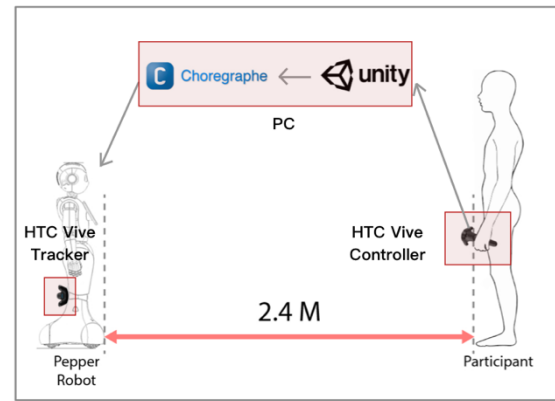 C Choregraphe
unity
PC
HTC Vive
Tracker
HTC Vive
Controller
2.4 M
Pepper
Robot
Participant